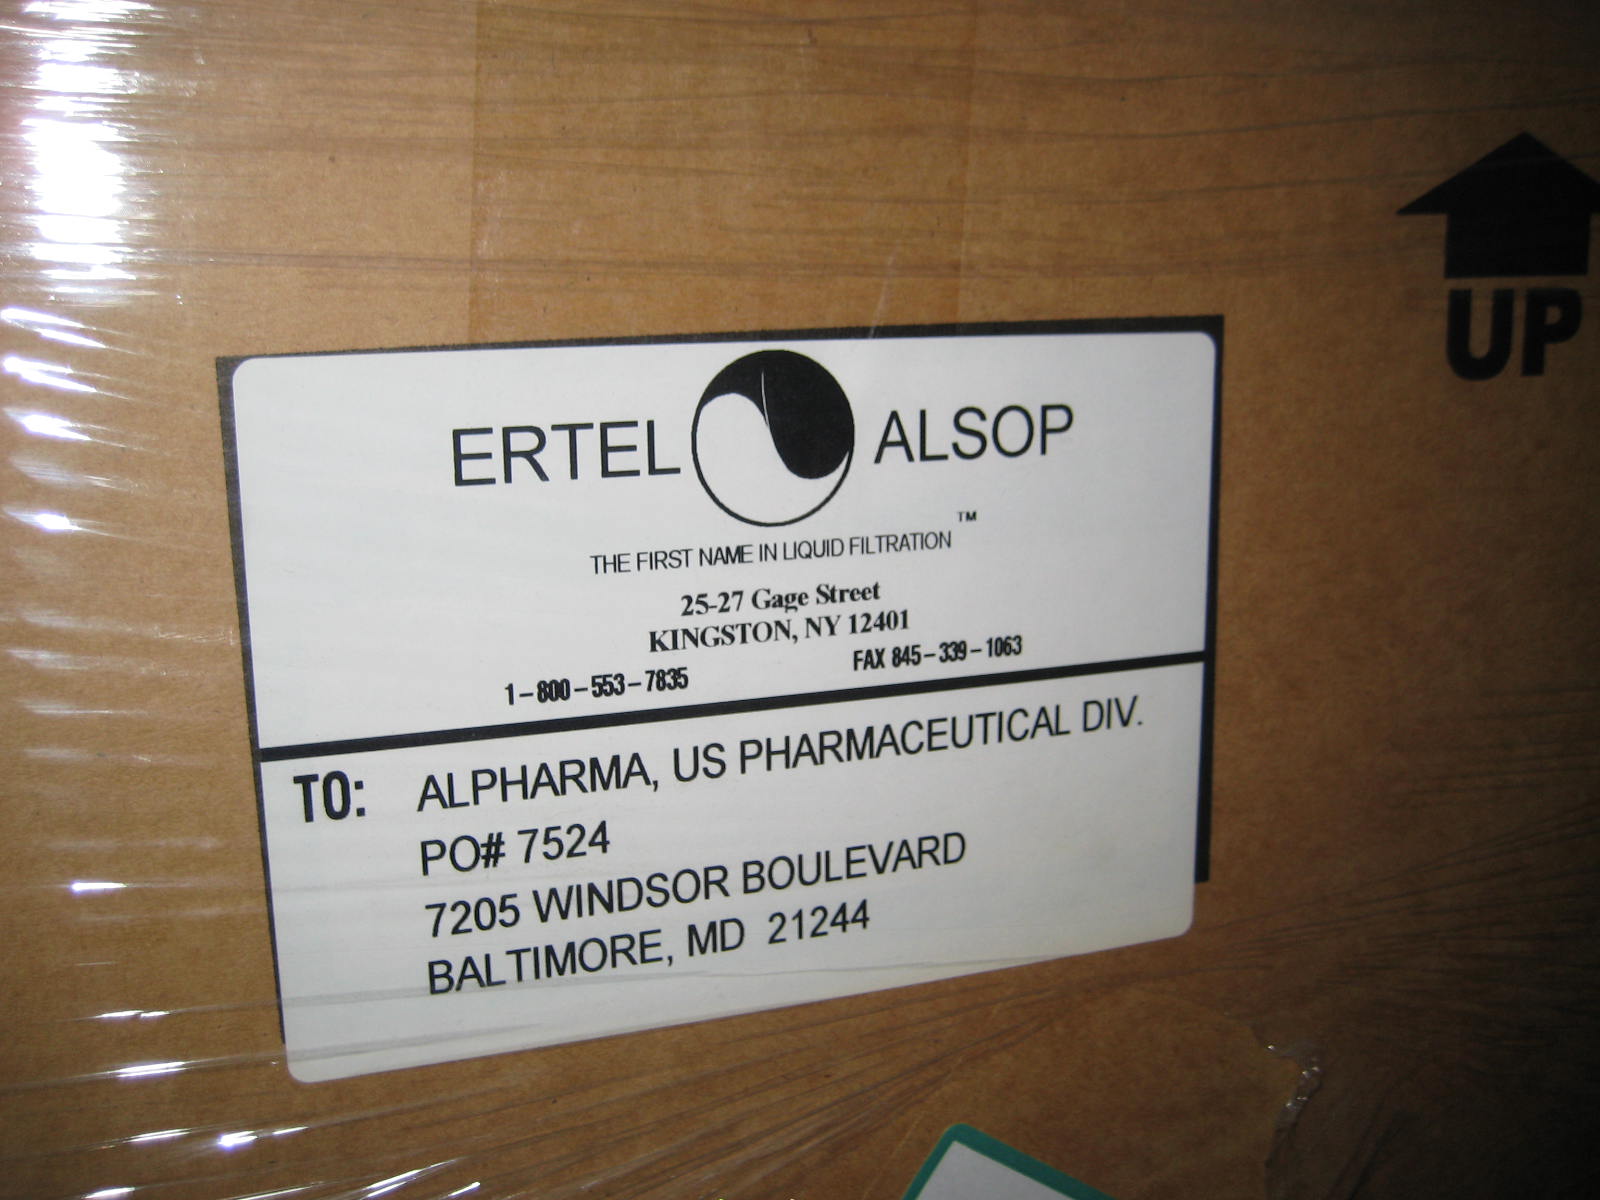 UP
ERTEL ALSOP
THE FIRST NAME IN LIQUID FILTRATION ™
25-27 Gage Street
KINGSTON, NY 12401
1-800-553-7835 FAX 845-339-1063
TO: ALPHARMA, US PHARMACEUTICAL DIV.
PO# 7524
7205 WINDSOR BOULEVARD
BALTIMORE, MD 21244